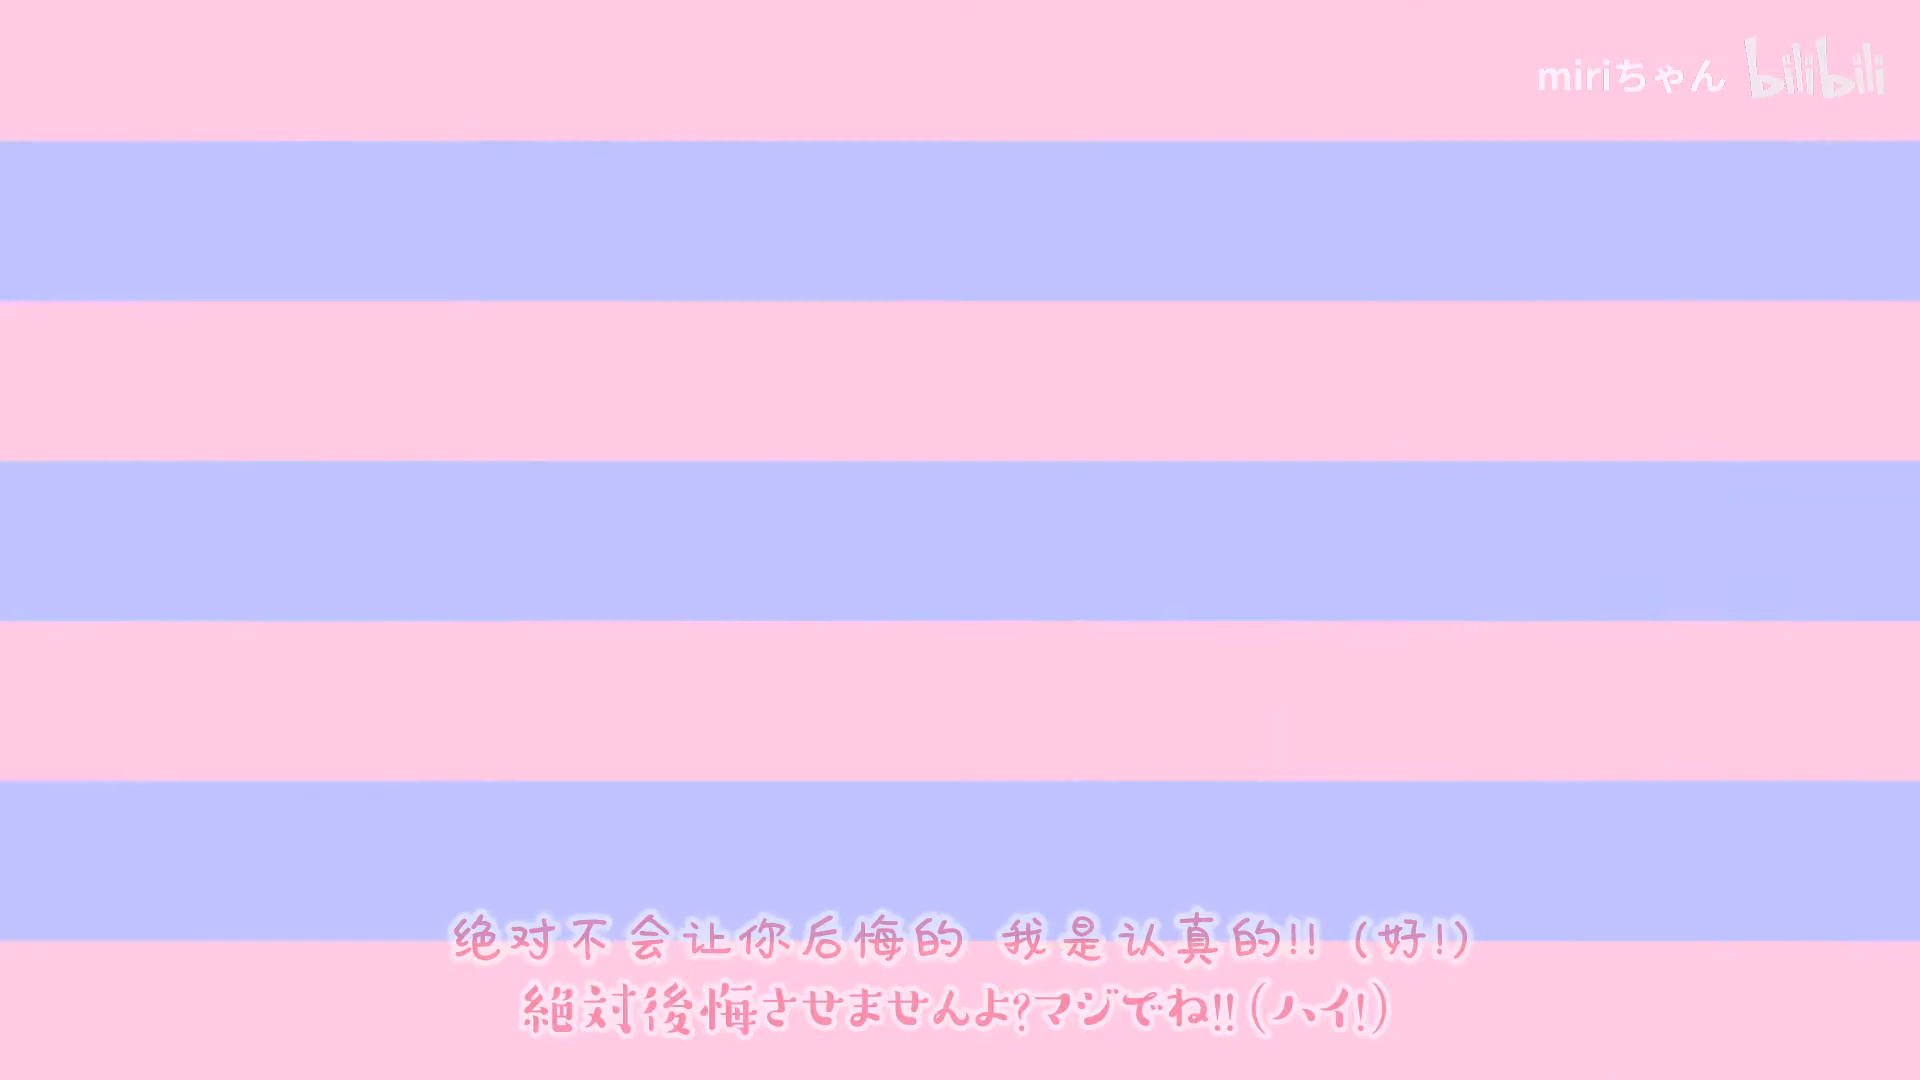 miriちゃん bilibili
绝对不会让你后悔的 我是认真的!! (好!)
絶対後悔させませんよ?マジでね!! (ハイ!)